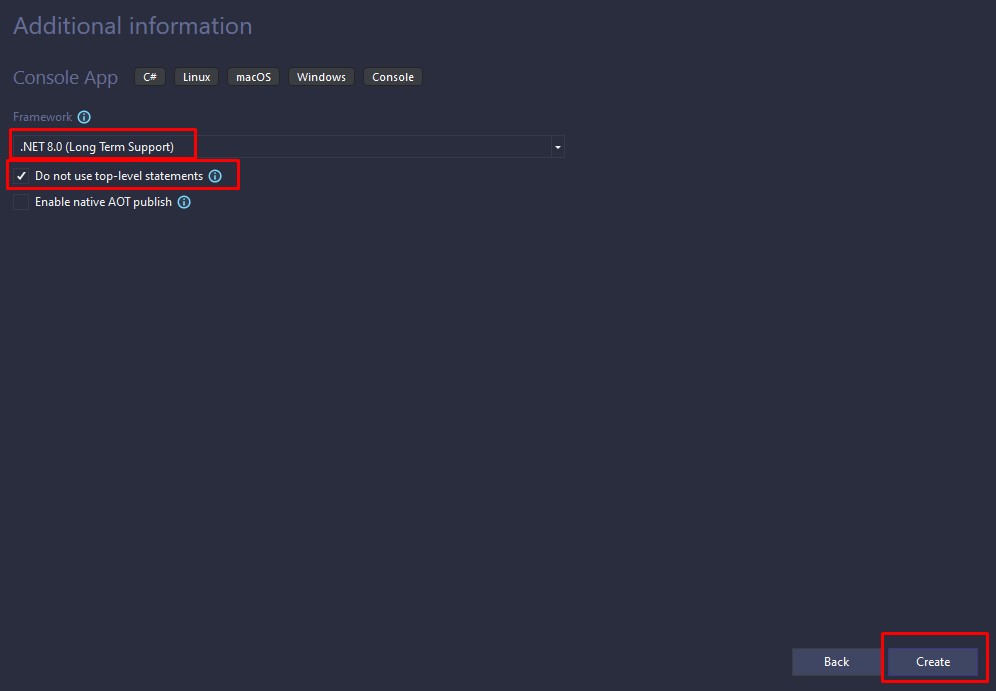 Additional information
Console App C# Linux macOS Windows Console
Framework
.NET 8.0 (Long Term Support)
Do not use top-level statements
Enable native AOT publish
Back Create